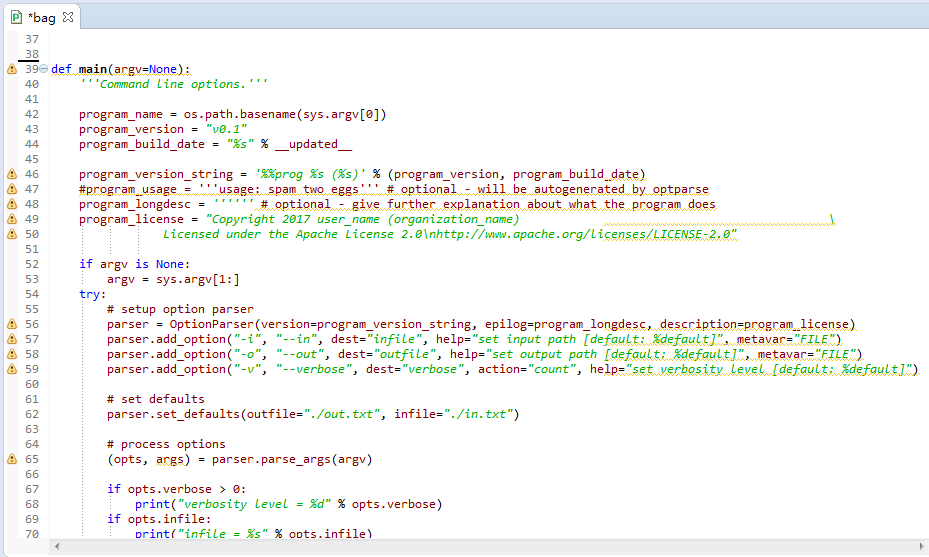 *bag
37
38
39 def main(argv=None):
40 '''Command line options.'''
41
42 program_name = os.path.basename(sys.argv[0])
43 program_version = "v0.1"
44 program_build_date = "%s" % __updated__
45
46 program_version_string = '%%prog %s (%s)' % (program_version, program_build_date)
47 #program_usage = '''usage: spam two eggs''' # optional - will be autogenerated by optparse
48 program_longdesc = '''''' # optional - give further explanation about what the program does
49 program_license = "Copyright 2017 user_name (organization_name) \
50 Licensed under the Apache License 2.0\nhttp://www.apache.org/licenses/LICENSE-2.0"
51
52 if argv is None:
53 argv = sys.argv[1:]
54 try:
55 # setup option parser
56 parser = OptionParser(version=program_version_string, epilog=program_longdesc, description=program_license)
57 parser.add_option("-i", "--in", dest="infile", help="set input path [default: %default]", metavar="FILE")
58 parser.add_option("-o", "--out", dest="outfile", help="set output path [default: %default]", metavar="FILE")
59 parser.add_option("-v", "--verbose", dest="verbose", action="count", help="set verbosity level [default: %default]")
60
61 # set defaults
62 parser.set_defaults(outfile="./out.txt", infile="./in.txt")
63
64 # process options
65 (opts, args) = parser.parse_args(argv)
66
67 if opts.verbose > 0:
68 print("verbosity level = %d" % opts.verbose)
69 if opts.infile:
70 print("infile = %s" % opts.infile)